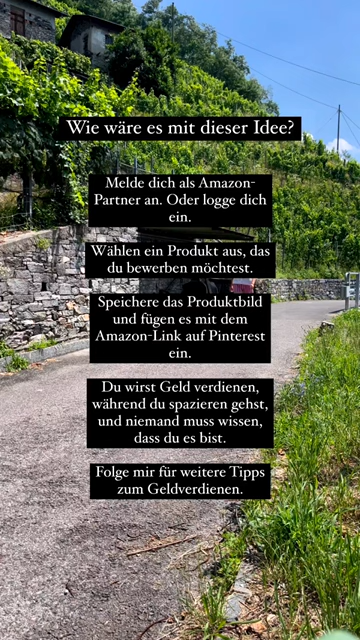 Wie wäre es mit dieser Idee?
Melde dich als Amazon-
Partner an. Oder logge dich
ein.
Wählen ein Produkt aus, das
du bewerben möchtest.
Speichere das Produktbild
und fügen es mit dem
Amazon-Link auf Pinterest
ein.
Du wirst Geld verdienen,
während du spazieren gehst,
und niemand muss wissen,
dass du es bist.
Folge mir für weitere Tipps
zum Geldverdienen.